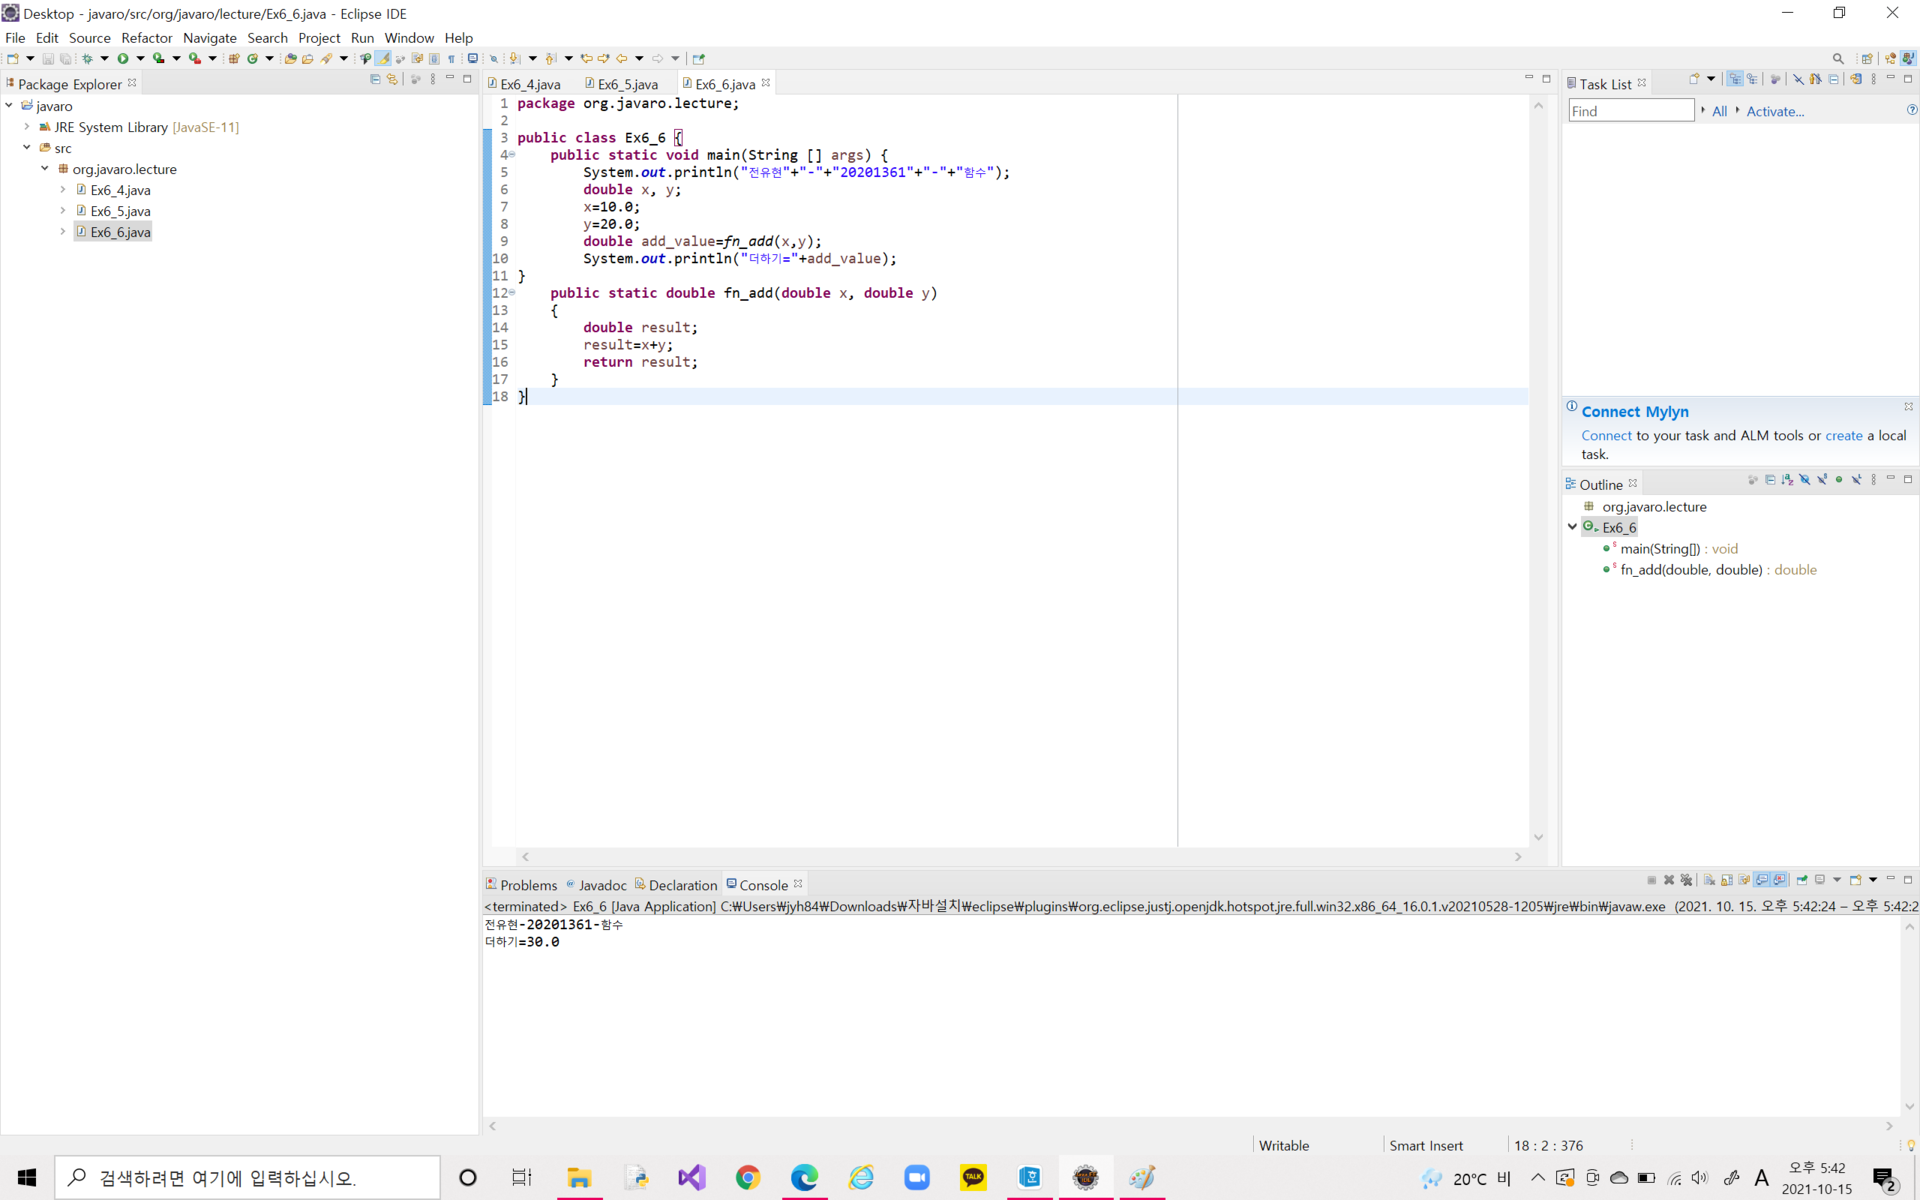 Desktop - javaro/src/org/javaro/lecture/Ex6_6.java - Eclipse IDE
File Edit Source Refactor Navigate Search Project Run Window Help
Package Explorer
javaro
JRE System Library [JavaSE-11]
src
org.javaro.lecture
Ex6_4.java
Ex6_5.java
Ex6_6.java
Ex6_4.java Ex6_5.java Ex6_6.java
1 package org.javaro.lecture;
2
3 public class Ex6_6 {
4 public static void main(String [] args) {
5 System.out.println("전유현"+"-"+"20201361"+"-"+"함수");
6 double x, y;
7 x=10.0;
8 y=20.0;
9 double add_value=fn_add(x,y);
10 System.out.println("더하기="+add_value);
11 }
12 public static double fn_add(double x, double y)
13 {
14 double result;
15 result=x+y;
16 return result;
17 }
18 }
Task List
Find All Activate...
Connect Mylyn
Connect to your task and ALM tools or create a local
task.
Outline
org.javaro.lecture
Ex6_6
main(String[]) : void
fn_add(double, double) : double
Problems Javadoc Declaration Console
<terminated> Ex6_6 [Java Application] C:₩Users₩jyh84₩Downloads₩자바설치₩eclipse₩plugins₩org.eclipse.justj.openjdk.hotspot.jre.full.win32.x86_64_16.0.1.v20210528-1205₩jre₩bin₩javaw.exe (2021. 10. 15. 오후 5:42:24 – 오후 5:42:2
전유현-20201361-함수
더하기=30.0
Writable Smart Insert 18 : 2 : 376
검색하려면 여기에 입력하십시오.
TALK
20°C 비
A
오후 5:42
2021-10-15
2